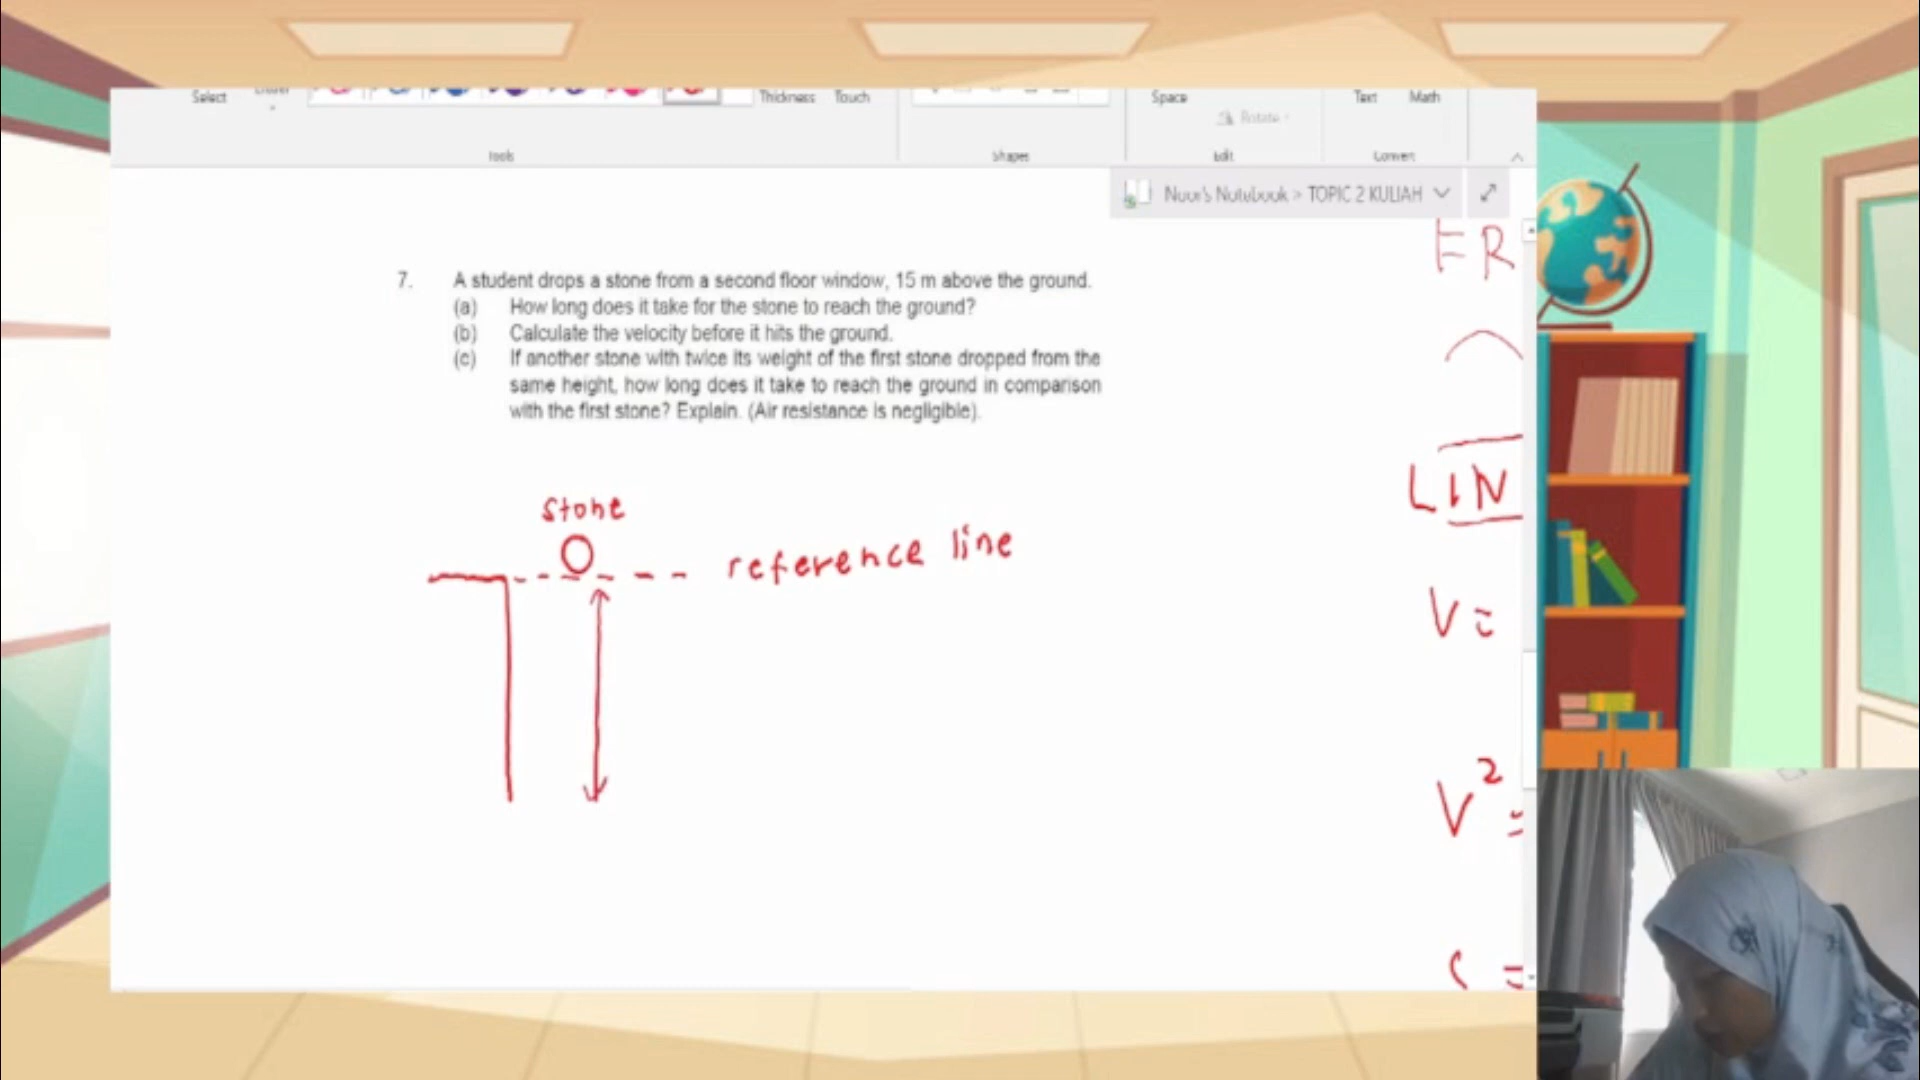 Select
Thickness
Touch
Space
Text
Math
Rotate
Tools
Shapes
Edit
Convert
Noor's Notebook > TOPIC 2 KULIAH
7. A student drops a stone from a second floor window, 15 m above the ground.
(a) How long does it take for the stone to reach the ground?
(b) Calculate the velocity before it hits the ground.
(c) If another stone with twice its weight of the first stone dropped from the
same height, how long does it take to reach the ground in comparison
with the first stone? Explain. (Air resistance is negligible).
stone
reference line
FR
LIN
V =
V² =